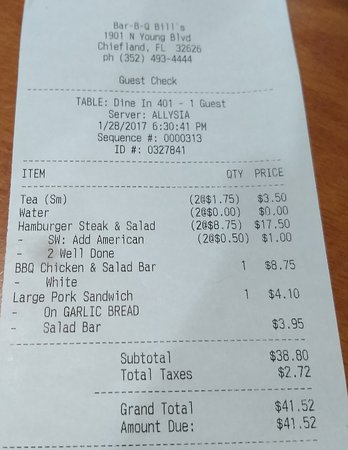 Bar-B-Q Bill's
1901 N Young Blvd
Chiefland, FL 32626
ph (352) 493-4444
Guest Check
TABLE: Dine In 401 - 1 Guest
Server: ALLYSIA
1/28/2017 6:30:41 PM
Sequence #: 0000313
ID #: 0327841
ITEM QTY PRICE
Tea (Sm) (2@$1.75) $3.50
Water (2@$0.00) $0.00
Hamburger Steak & Salad (2@$8.75) $17.50
- SW: Add American (2@$0.50) $1.00
- 2 Well Done
BBQ Chicken & Salad Bar 1 $8.75
- White
Large Pork Sandwich 1 $4.10
- On GARLIC BREAD
- Salad Bar $3.95
Subtotal $38.80
Total Taxes $2.72
Grand Total $41.52
Amount Due: $41.52